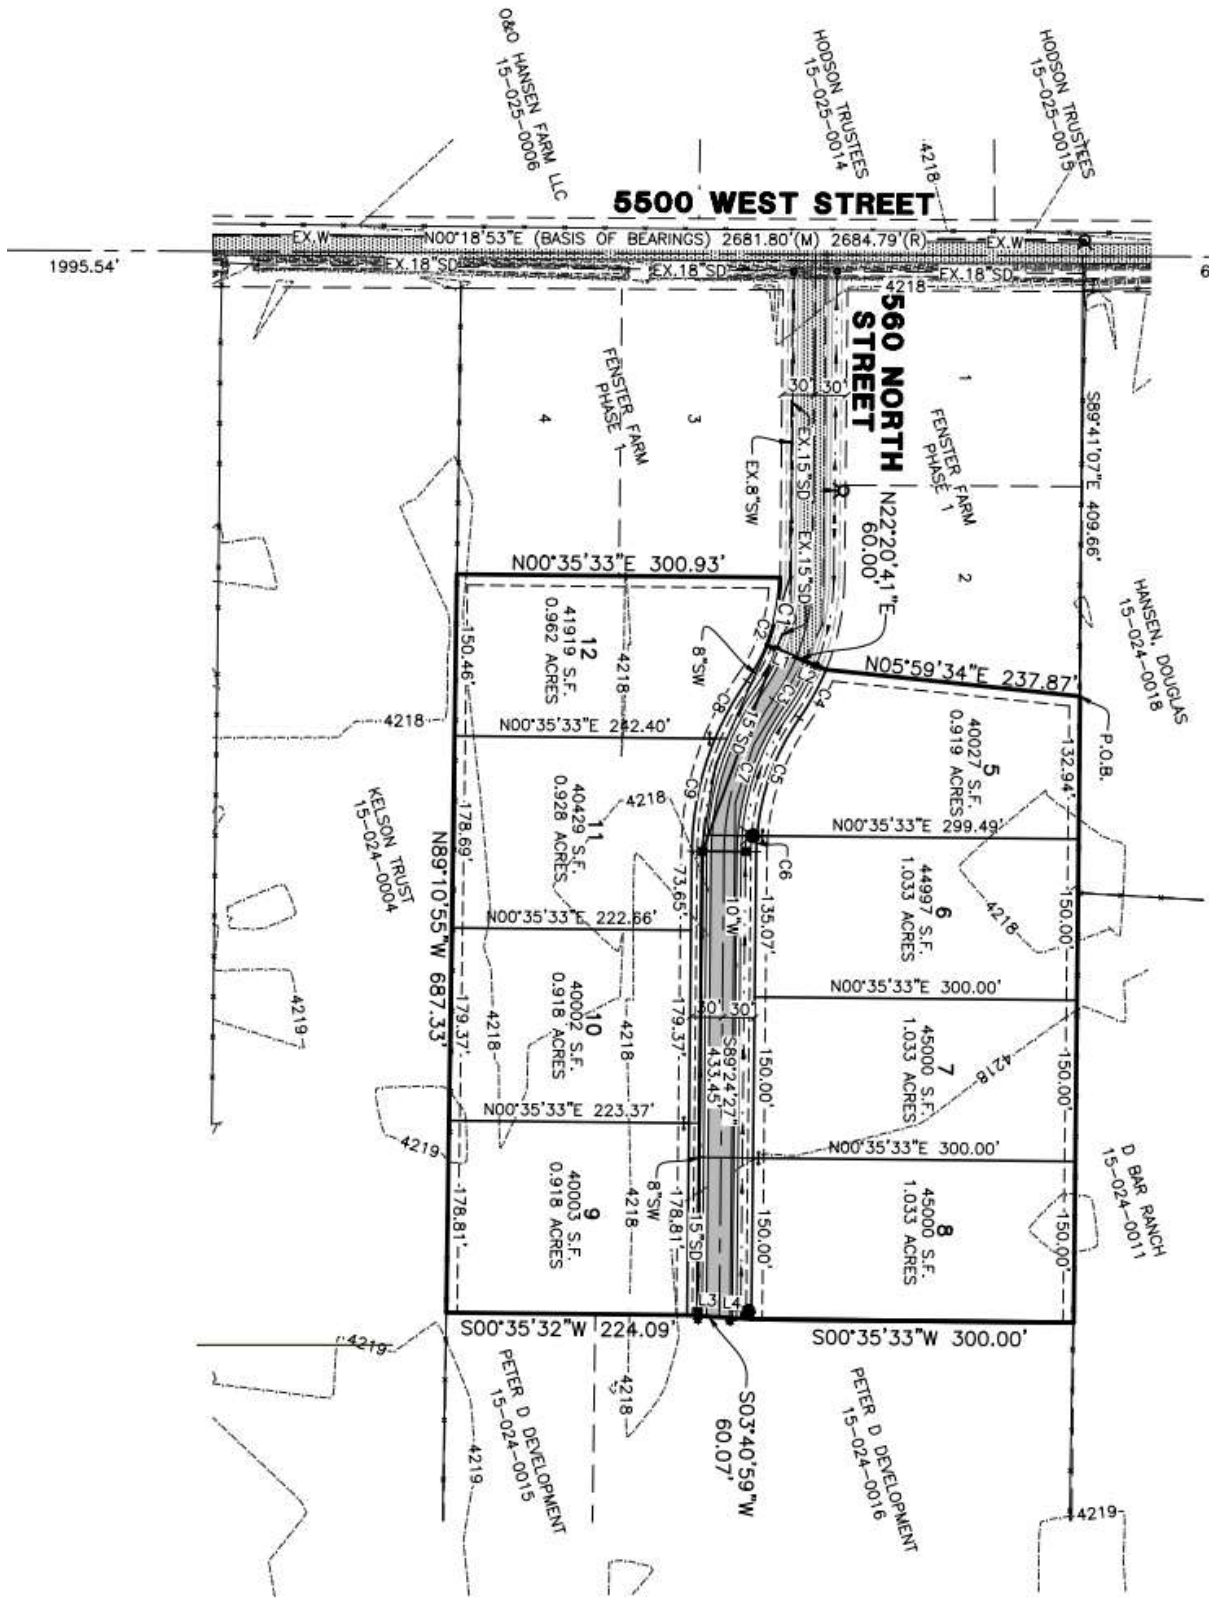 O&O HANSEN FARM LLC
15-025-0006
HODSON TRUSTEES
15-025-0014
HODSON TRUSTEES
15-025-0015
4218
5500 WEST STREET
EX.W
N00°18'53"E (BASIS OF BEARINGS) 2681.80'(M) 2684.79'(R)
EX.W
1995.54'
6
EX.18"SD
EX.18"SD
EX.18"SD
4218
560 NORTH
STREET
FENSTER FARM
PHASE 1
4
3
30'
30'
1
FENSTER FARM
PHASE 1
2
S89°41'07"E 409.66'
EX.15"SD
EX.8"SW
EX.15"SD
N22°20'41"E
60.00'
HANSEN, DOUGLAS
15-024-0018
N00°35'33"E 300.93'
C1
C2
L1
L2
C3
C4
N05°59'34"E 237.87'
P.O.B.
12
41919 S.F.
0.962 ACRES
150.46'
4218
8"SW
C8
15"SD
C7
C5
4218
N00°35'33"E 242.40'
5
40027 S.F.
0.919 ACRES
132.94'
KELSON TRUST
15-024-0004
178.69'
11
40429 S.F.
0.928 ACRES
4218
C9
73.65'
C6
N00°35'33"E 299.49'
N89°10'55"W 687.33'
N00°35'33"E 222.66'
10"W
135.07'
6
44997 S.F.
1.033 ACRES
4218
150.00'
4219
4218
179.37'
10
40002 S.F.
0.918 ACRES
4218
179.37'
30'
30'
S89°24'27"
433.45'
N00°35'33"E 300.00'
150.00'
7
45000 S.F.
1.033 ACRES
4218
150.00'
N00°35'33"E 223.37'
4219
N00°35'33"E 300.00'
8"SW
178.81'
9
40003 S.F.
0.918 ACRES
4218
178.81'
15"SD
150.00'
8
45000 S.F.
1.033 ACRES
150.00'
D BAR RANCH
15-024-0011
L3
L4
S00°35'32"W 224.09'
S00°35'33"W 300.00'
4219
4218
S03°40'59"W
60.07'
PETER D DEVELOPMENT
15-024-0015
PETER D DEVELOPMENT
15-024-0016
4219
4219